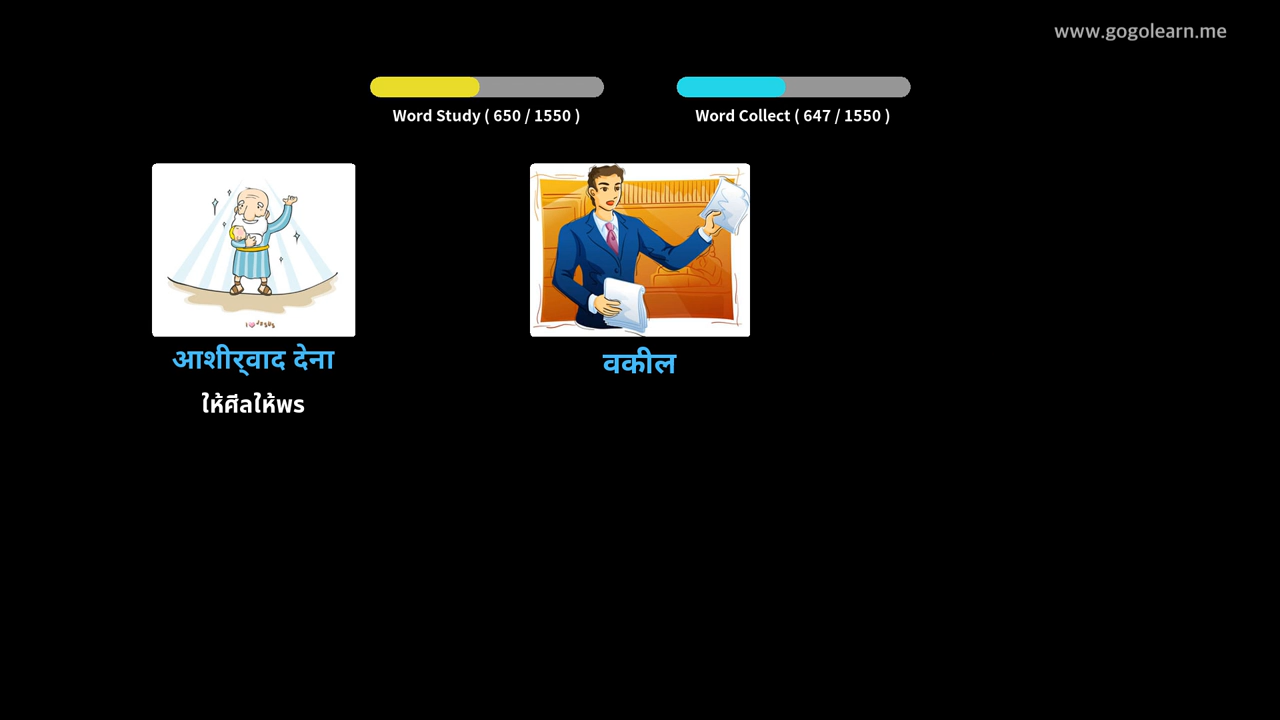 www.gogolearn.me
Word Study ( 650 / 1550 )
Word Collect ( 647 / 1550 )
I ♥ JESUS
आशीर्‌वाद देना
वकील
ให้ศีลให้พร